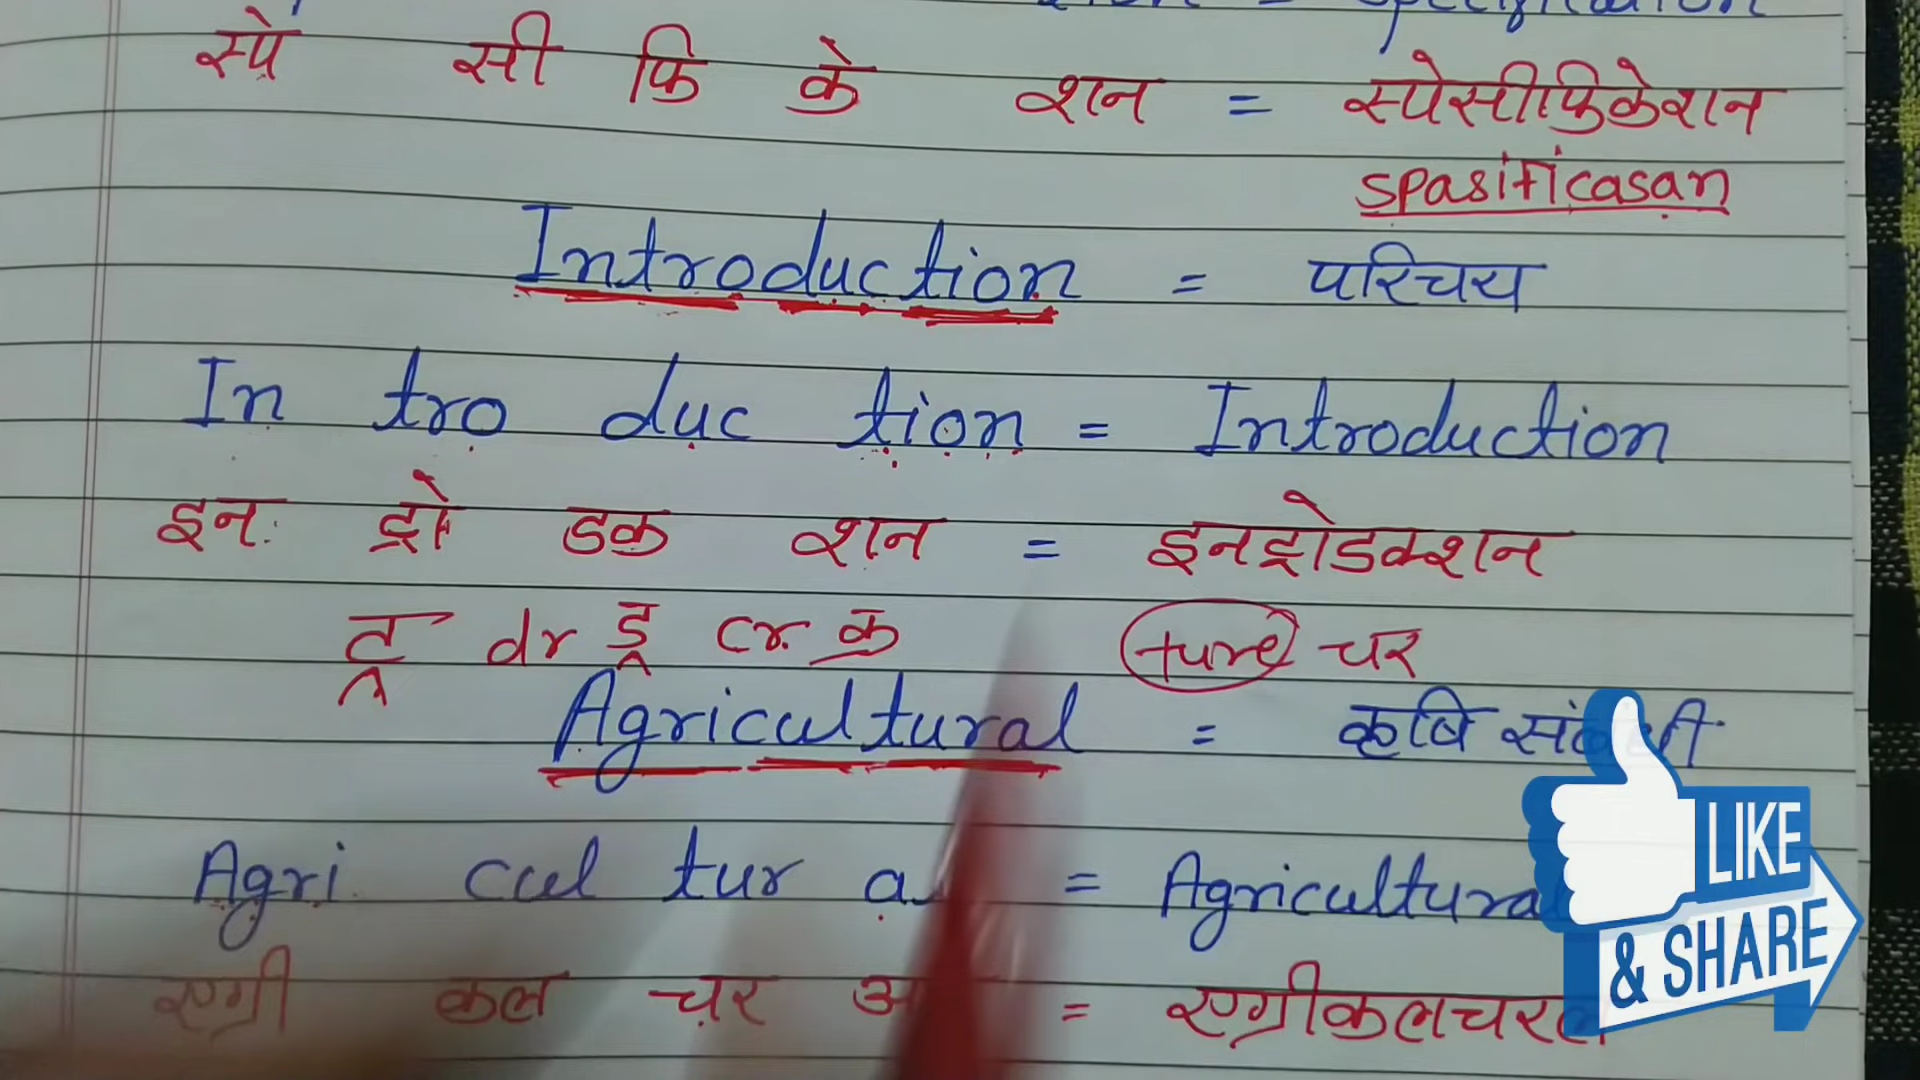 स्पे सी फि के शन = स्पेसीफिकेशन
spasificasan
Introduction = परिचय
In tro duc tion = Introduction
इन ट्रो डक शन = इनट्रोडक्शन
ट्र dr ड्र cr. क्र ture चर
Agricultural = कृषि
Agri cul tur = Agricultural
एग्री कल चर = एग्रीकलचरल
LIKE
& SHARE